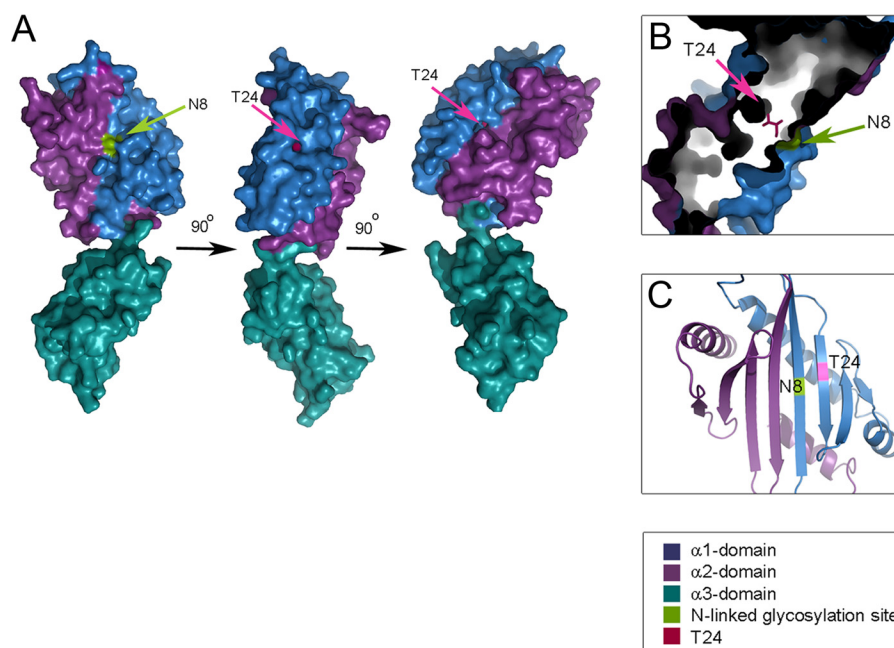 A
N8
T24
T24
90°
90°
B
T24
N8
C
N8
T24
α1-domain
α2-domain
α3-domain
N-linked glycosylation site
T24